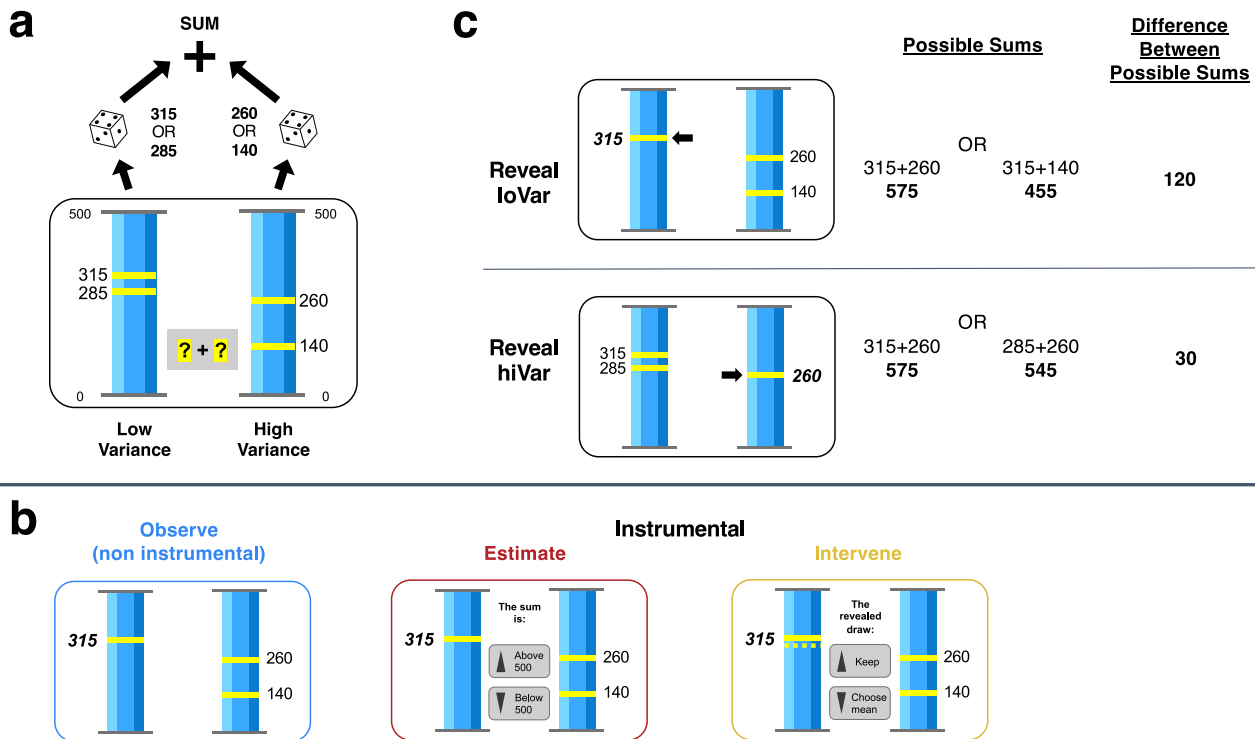 a
SUM
+
315
OR
285
260
OR
140
500
500
315
285
260
140
? + ?
0
0
Low
Variance
High
Variance
c
Possible Sums
Difference
Between
Possible Sums
Reveal
loVar
315
260
140
OR
315+260
575
315+140
455
120
Reveal
hiVar
315
285
260
OR
315+260
575
285+260
545
30
b
Observe
(non instrumental)
Instrumental
Estimate
Intervene
315
260
140
315
The sum
is:
Above
500
Below
500
260
140
315
The
revealed
draw:
Keep
Choose
mean
260
140